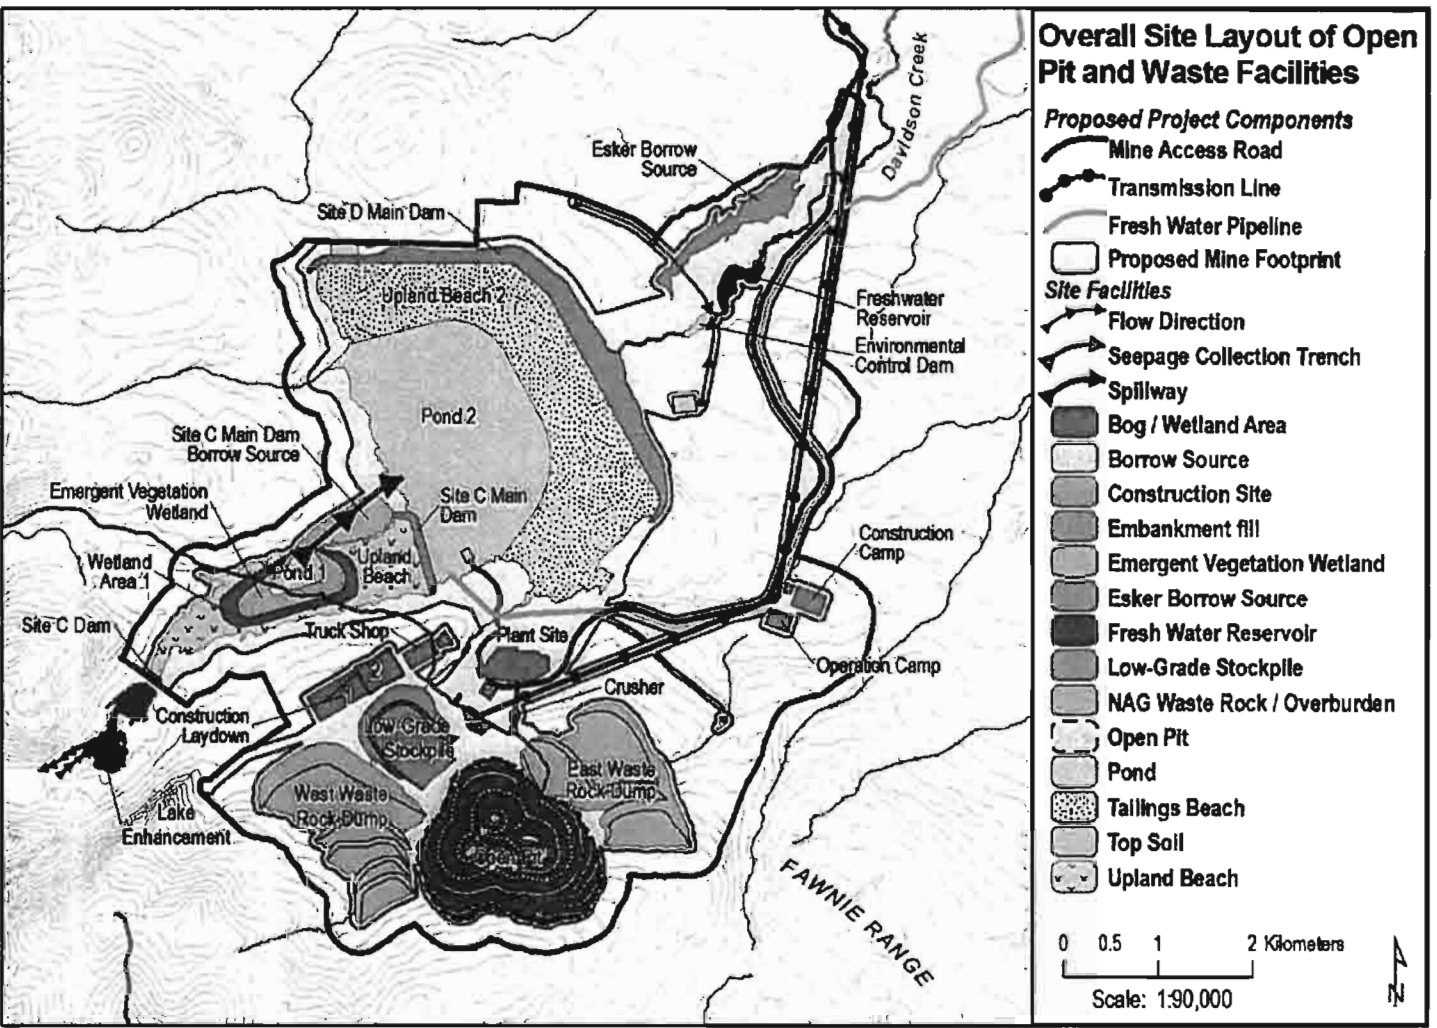 Overall Site Layout of Open
Pit and Waste Facilities
Proposed Project Components
Mine Access Road
Transmission Line
Fresh Water Pipeline
Proposed Mine Footprint
Site Facilities
Flow Direction
Seepage Collection Trench
Spillway
Bog / Wetland Area
Borrow Source
Construction Site
Embankment fill
Emergent Vegetation Wetland
Esker Borrow Source
Fresh Water Reservoir
Low-Grade Stockpile
NAG Waste Rock / Overburden
Open Pit
Pond
Tailings Beach
Top Soil
Upland Beach
0 0.5 1 2 Kilometers
Scale: 1:90,000
N
Davidson Creek
Esker Borrow
Source
Site D Main Dam
Upland Beach 2
Freshwater
Reservoir
Environmental
Control Dam
Pond 2
Site C Main Dam
Borrow Source
Emergent Vegetation
Wetland
Site C Main
Dam
Wetland
Area 1
Pond 1
Upland
Beach
Construction
Camp
Site C Dam
Truck Shop
Plant Site
Operation Camp
Crusher
Construction
Laydown
Low-Grade
Stockpile
East Waste
Rock Dump
West Waste
Rock Dump
Lake
Enhancement
Open Pit
FAWNIE RANGE